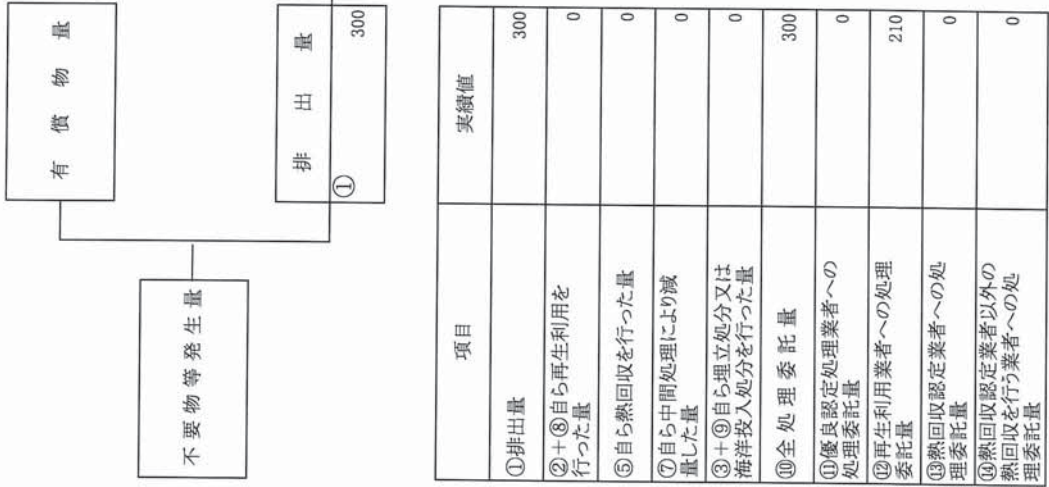 有償物量
不要物等発生量
排出量
①
300
項目
実績値
①排出量
300
②+⑧自ら再生利用を
行った量
0
⑤自ら熱回収を行った量
0
⑦自ら中間処理により減
量した量
0
③+⑨自ら埋立処分又は
海洋投入処分を行った量
0
⑩全処理委託量
300
⑪優良認定処理業者への
処理委託量
0
⑫再生利用業者への処理
委託量
210
⑬熱回収認定業者への処
理委託量
0
⑭熱回収認定業者以外の
熱回収を行う業者への処
理委託量
0